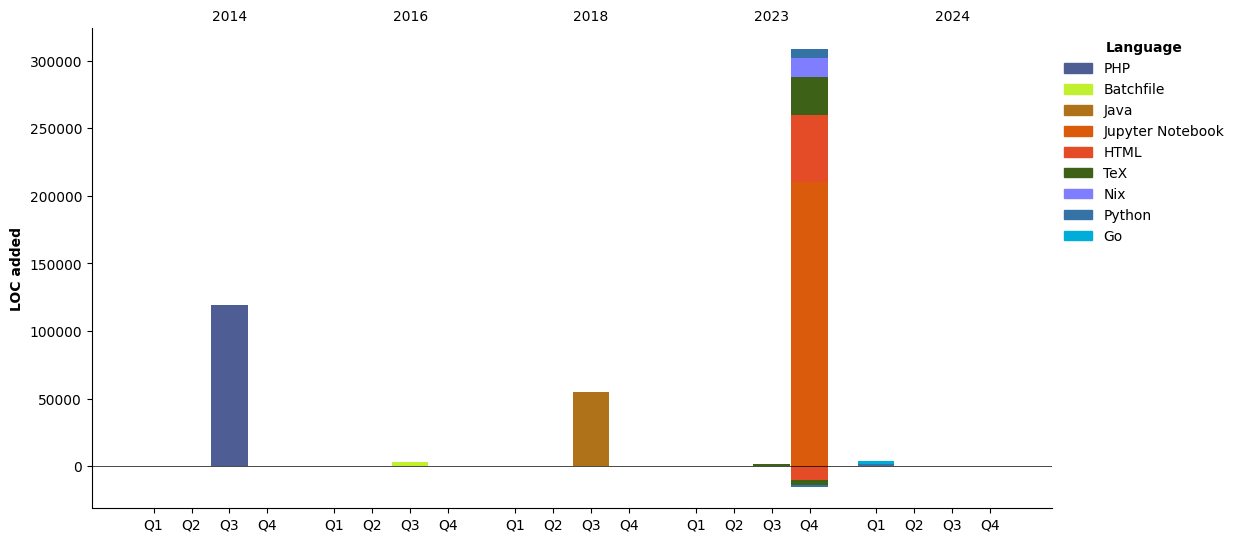 2014 2016 2018 2023 2024
Language
PHP
Batchfile
Java
Jupyter Notebook
HTML
TeX
Nix
Python
Go
LOC added
300000
250000
200000
150000
100000
50000
0
Q1 Q2 Q3 Q4 Q1 Q2 Q3 Q4 Q1 Q2 Q3 Q4 Q1 Q2 Q3 Q4 Q1 Q2 Q3 Q4